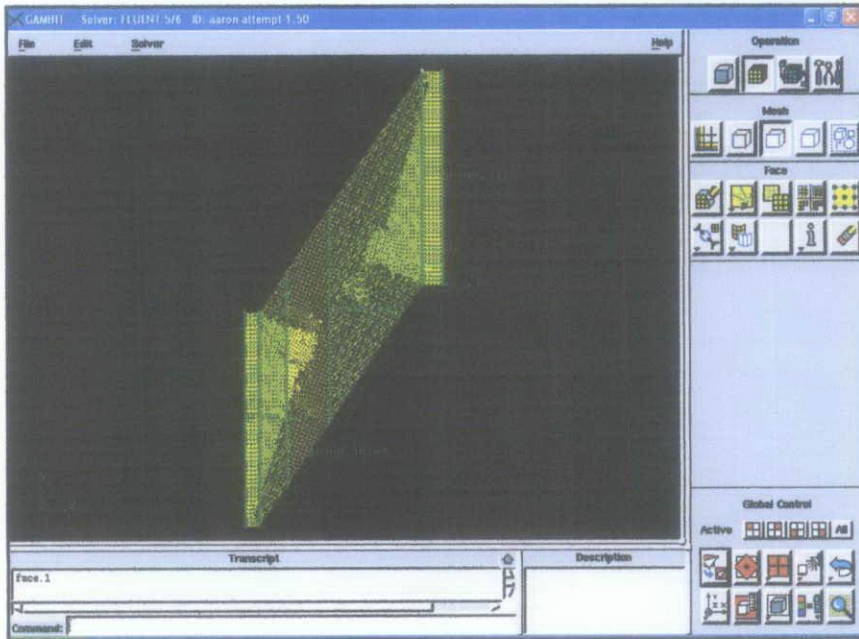 GAMBIT Solver: FLUENT 5/6 ID: aaron attempt 1.50
File Edit Solver Help
Operation
Mesh
Face
Global Control
Active All
Transcript
Description
face.1
Command: